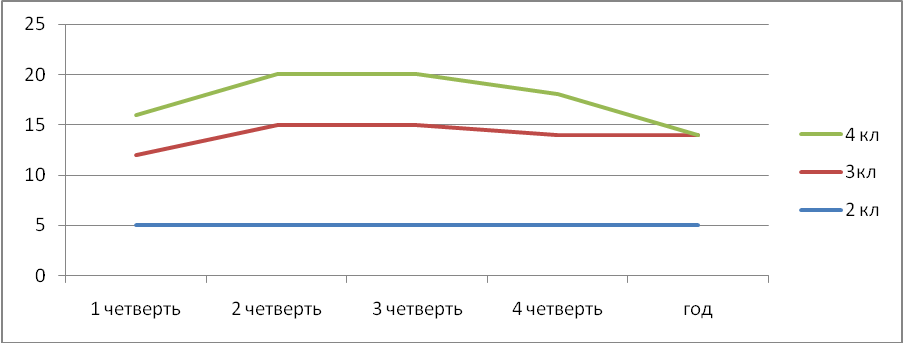 25
20
15
10
5
0
1 четверть
2 четверть
3 четверть
4 четверть
год
4 кл
3кл
2 кл